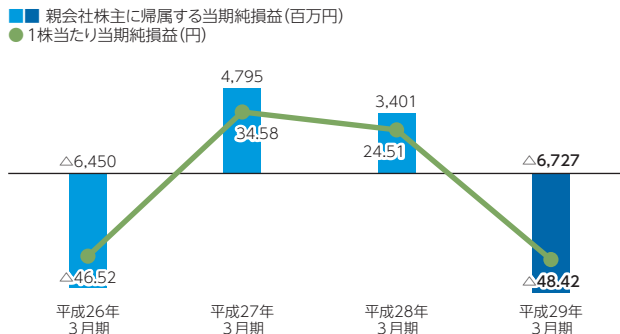 親会社株主に帰属する当期純損益(百万円)
1株当たり当期純損益(円)
4,795
3,401
34.58
24.51
△6,450
△6,727
△46.52
△48.42
平成26年
3月期
平成27年
3月期
平成28年
3月期
平成29年
3月期